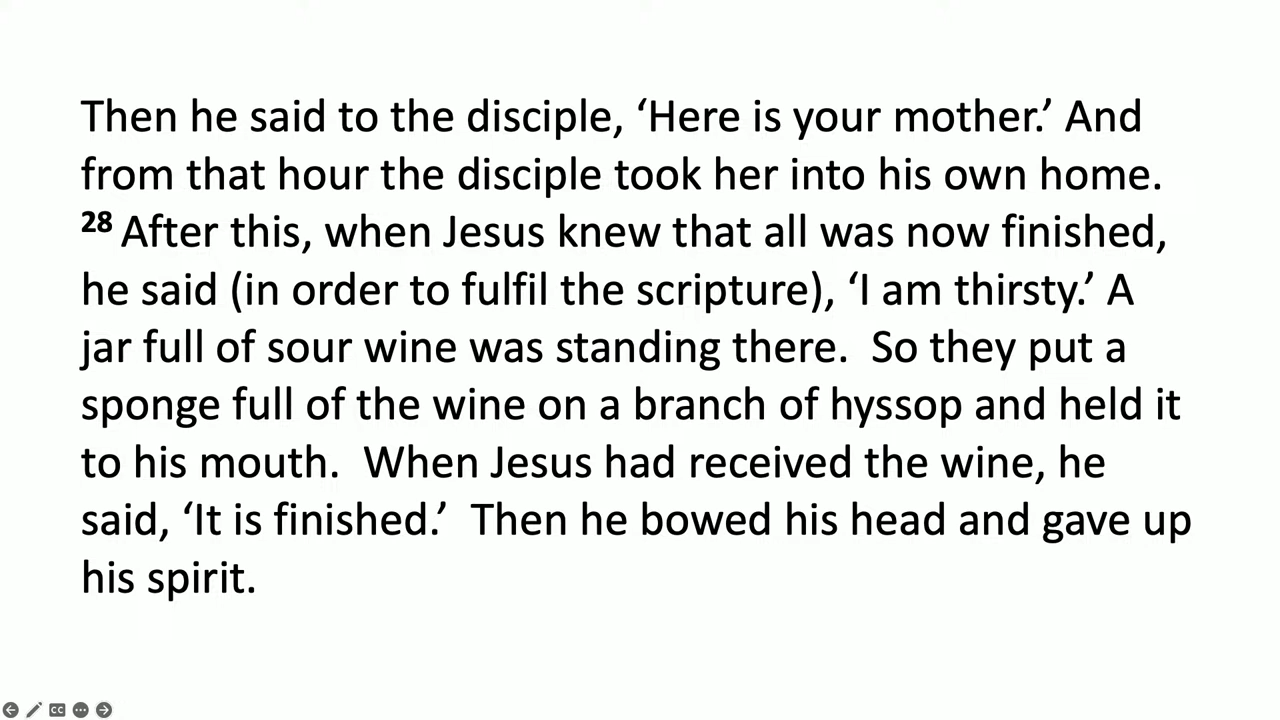 Then he said to the disciple, ‘Here is your mother.’ And
from that hour the disciple took her into his own home.
28 After this, when Jesus knew that all was now finished,
he said (in order to fulfil the scripture), ‘I am thirsty.’ A
jar full of sour wine was standing there.  So they put a
sponge full of the wine on a branch of hyssop and held it
to his mouth.  When Jesus had received the wine, he
said, ‘It is finished.’  Then he bowed his head and gave up
his spirit.
CC